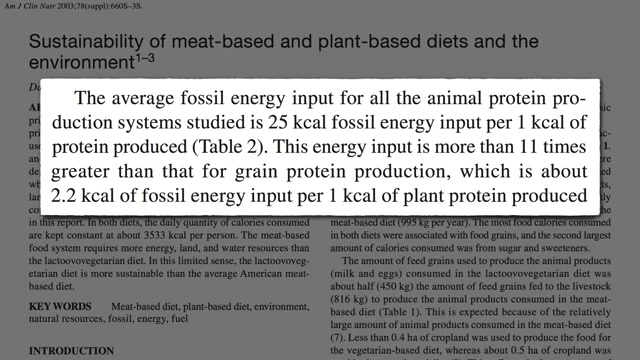 Am J Clin Nutr 2003;78(suppl):660S–3S.
Sustainability of meat-based and plant-based diets and the
environment1–3
The average fossil energy input for all the animal protein pro-
duction systems studied is 25 kcal fossil energy input per 1 kcal of
protein produced (Table 2). This energy input is more than 11 times
greater than that for grain protein production, which is about
2.2 kcal of fossil energy input per 1 kcal of plant protein produced
in this report. In both diets, the daily quantity of calories consumed
are kept constant at about 3533 kcal per person. The meat-based
food system requires more energy, land, and water resources than
the lactoovovegetarian diet. In this limited sense, the lactoovoveg-
etarian diet is more sustainable than the average American meat-
based diet.
KEY WORDS Meat-based diet, plant-based diet, environment,
natural resources, fossil, energy, fuel
INTRODUCTION
meat-based diet (995 kg per year). The most food calories consumed
in both diets were associated with food grains, and the second largest
amount of calories consumed was from sugar and sweeteners.
The amount of feed grains used to produce the animal products
(milk and eggs) consumed in the lactoovovegetarian diet was
about half (450 kg) the amount of feed grains fed to the livestock
(816 kg) to produce the animal products consumed in the meat-
based diet (Table 1). This is expected because of the relatively
large amount of animal products consumed in the meat-based diet
(7). Less than 0.4 ha of cropland was used to produce the food for
the vegetarian-based diet, whereas about 0.5 ha of cropland was